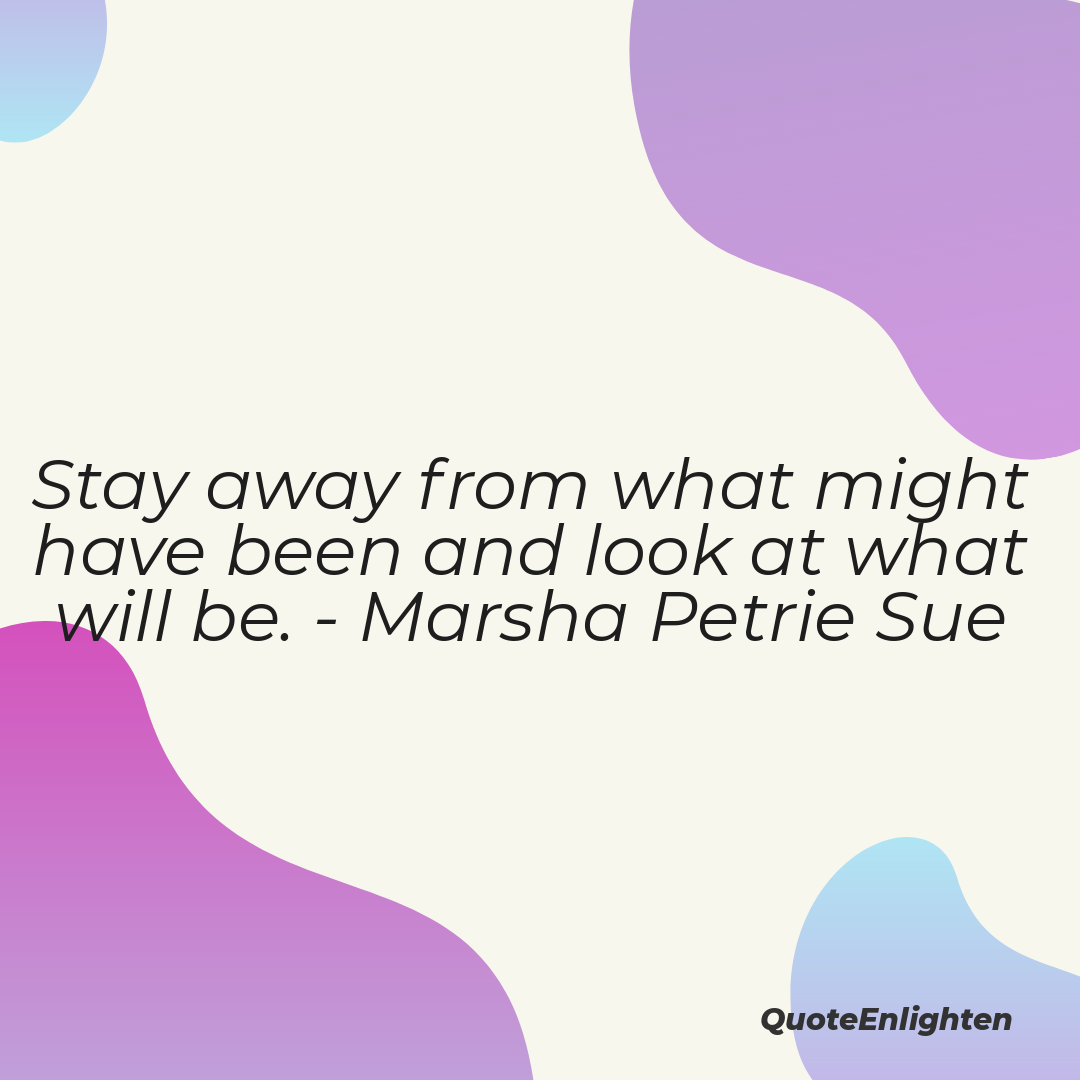 Stay away from what might
have been and look at what
will be. - Marsha Petrie Sue
QuoteEnlighten